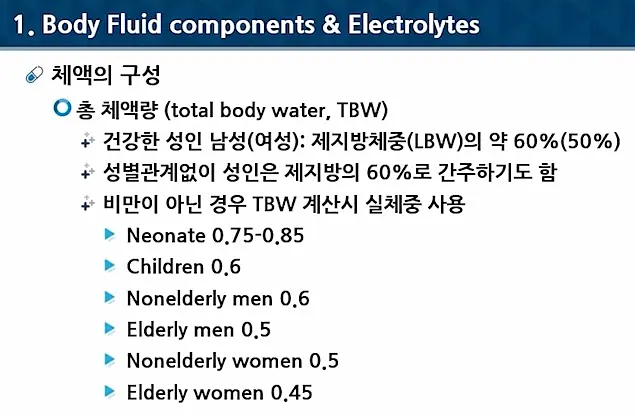 1. Body Fluid components & Electrolytes
체액의 구성
총 체액량 (total body water, TBW)
건강한 성인 남성(여성): 제지방체중(LBW)의 약 60%(50%)
성별관계없이 성인은 제지방의 60%로 간주하기도 함
비만이 아닌 경우 TBW 계산시 실체중 사용
Neonate 0.75-0.85
Children 0.6
Nonelderly men 0.6
Elderly men 0.5
Nonelderly women 0.5
Elderly women 0.45